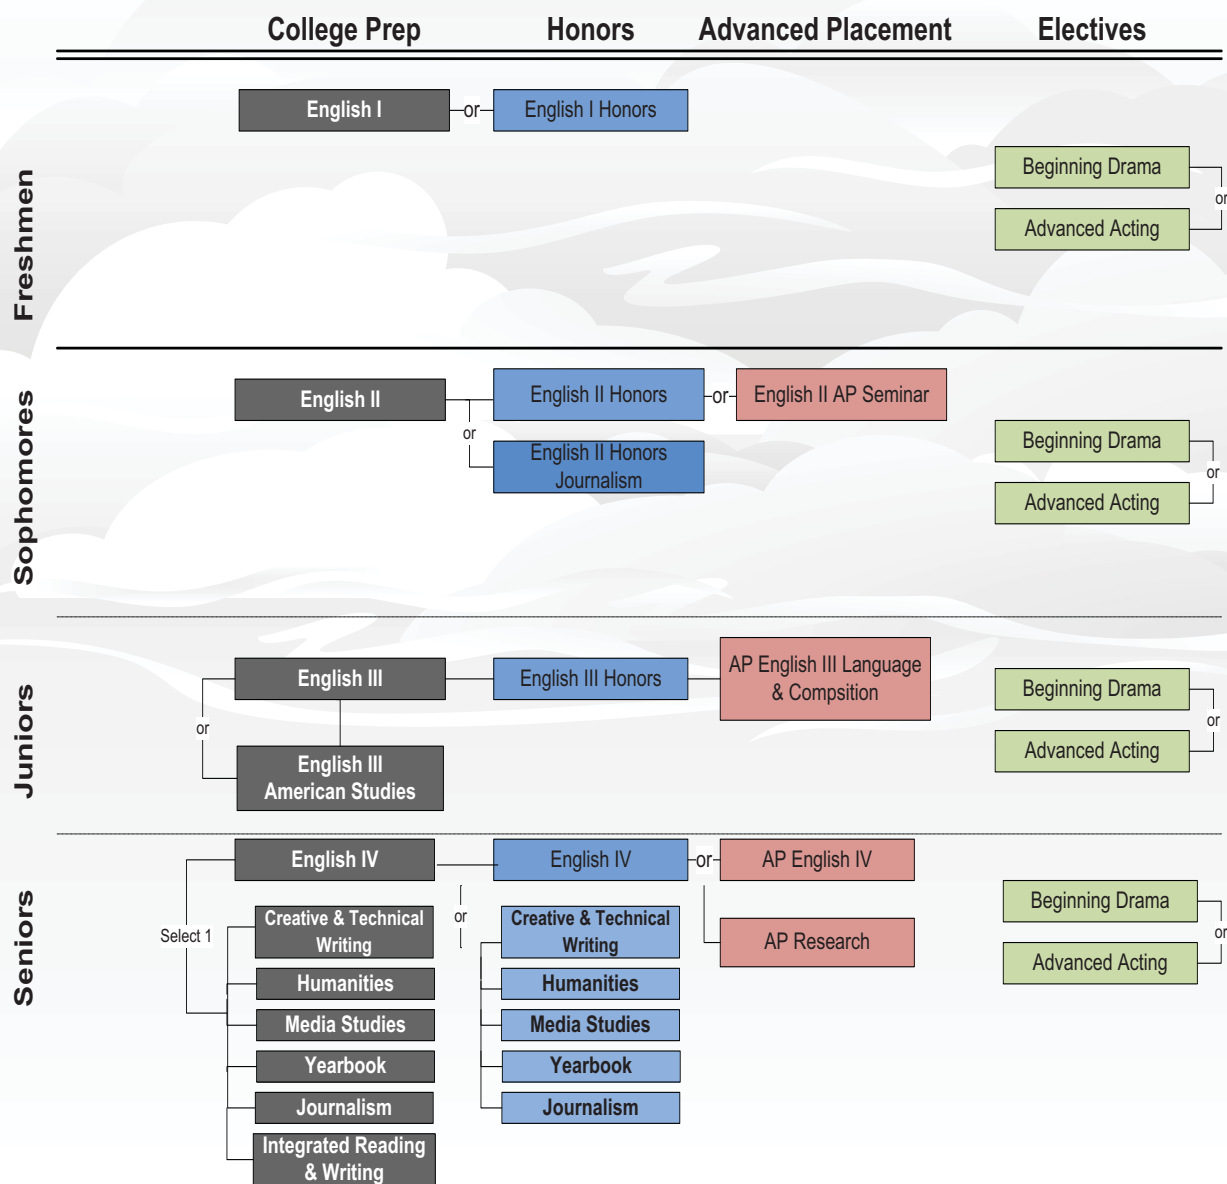 College Prep
Honors
Advanced Placement
Electives
Freshmen
English I
or
English I Honors
Beginning Drama
or
Advanced Acting
Sophomores
English II
or
English II Honors
or
English II AP Seminar
English II Honors
Journalism
Beginning Drama
or
Advanced Acting
Juniors
English III
or
English III Honors
AP English III Language
& Compsition
English III
American Studies
Beginning Drama
or
Advanced Acting
Seniors
English IV
English IV
or
AP English IV
Select 1
or
Creative & Technical
Writing
Humanities
Media Studies
Yearbook
Journalism
Integrated Reading
& Writing
Creative & Technical
Writing
Humanities
Media Studies
Yearbook
Journalism
AP Research
Beginning Drama
or
Advanced Acting